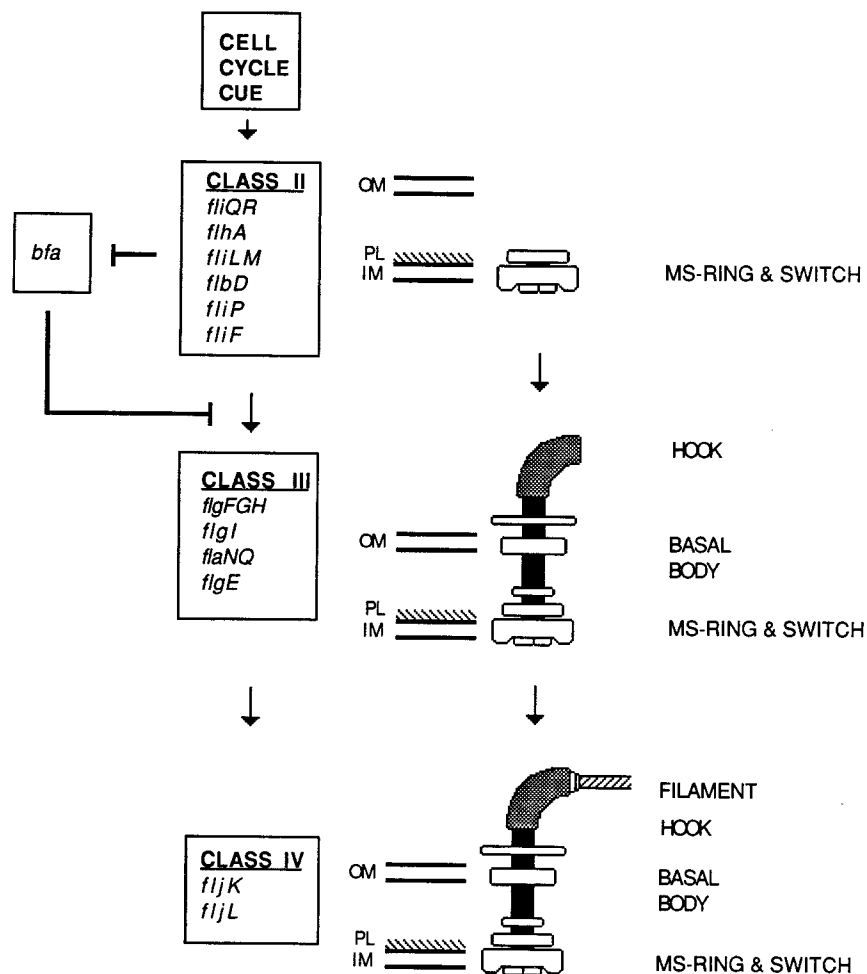 CELL
CYCLE
CUE
CLASS II
fliQR
flhA
fliLM
flbD
fliP
fliF
bfa
OM
PL
IM
MS-RING & SWITCH
CLASS III
flgFGH
flgI
flaNQ
flgE
HOOK
OM
BASAL
BODY
PL
IM
MS-RING & SWITCH
CLASS IV
fljK
fljL
FILAMENT
HOOK
OM
BASAL
BODY
PL
IM
MS-RING & SWITCH